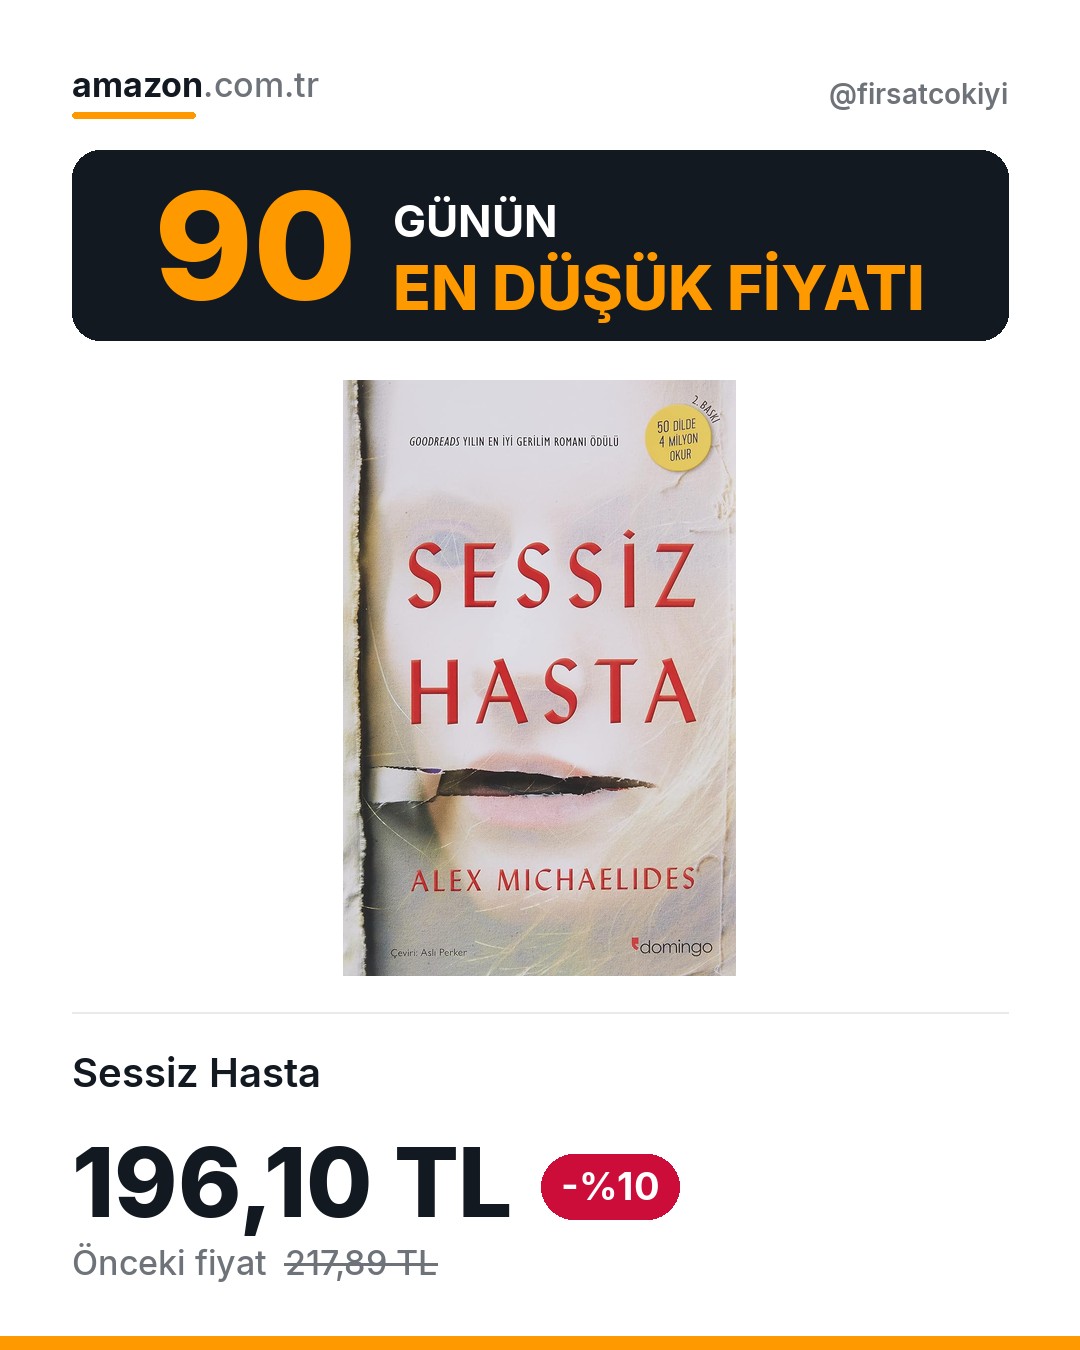 amazon.com.tr
@firsatcokiyi
90
GÜNÜN
EN DÜŞÜK FİYATI
GOODREADS YILIN EN İYİ GERİLİM ROMANI ÖDÜLÜ
2. BASKI
50 DİLDE
4 MİLYON
OKUR
SESSİZ
HASTA
ALEX MICHAELIDES
Çeviri: Aslı Perker
domingo
Sessiz Hasta
196,10 TL
-%10
Önceki fiyat 217,89 TL